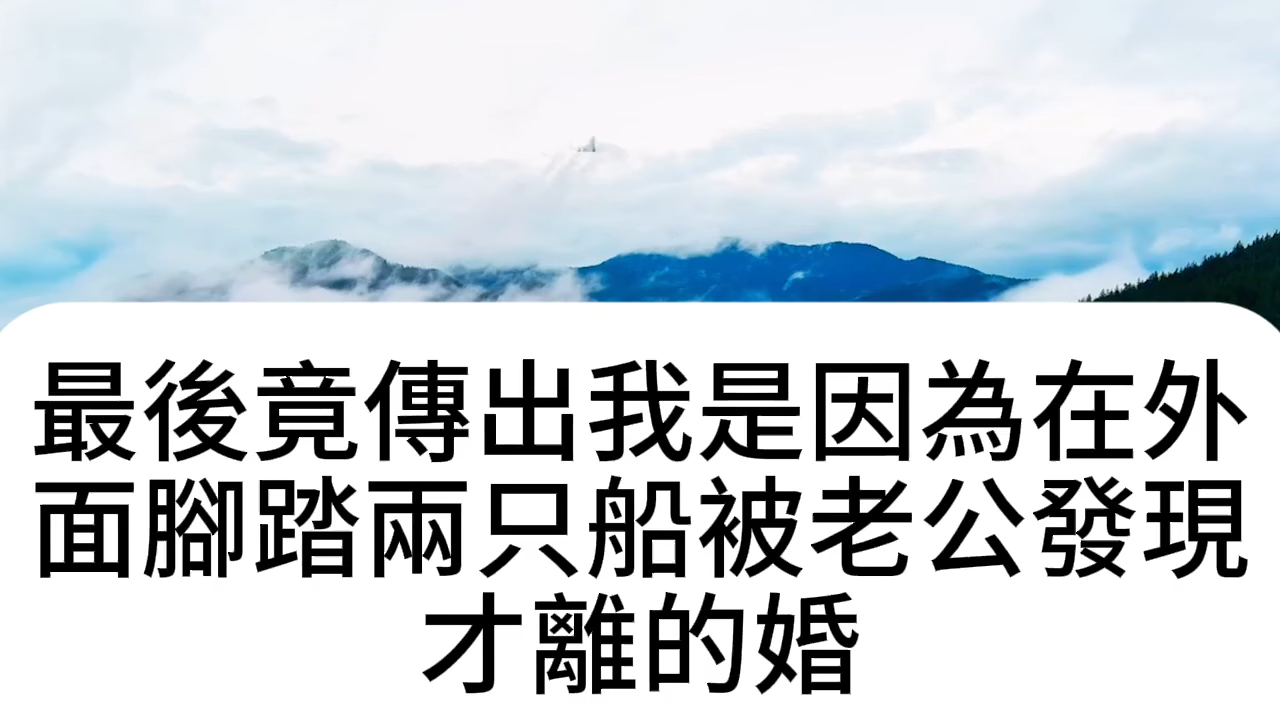 最後竟傳出我是因為在外
面腳踏兩只船被老公發現
才離的婚